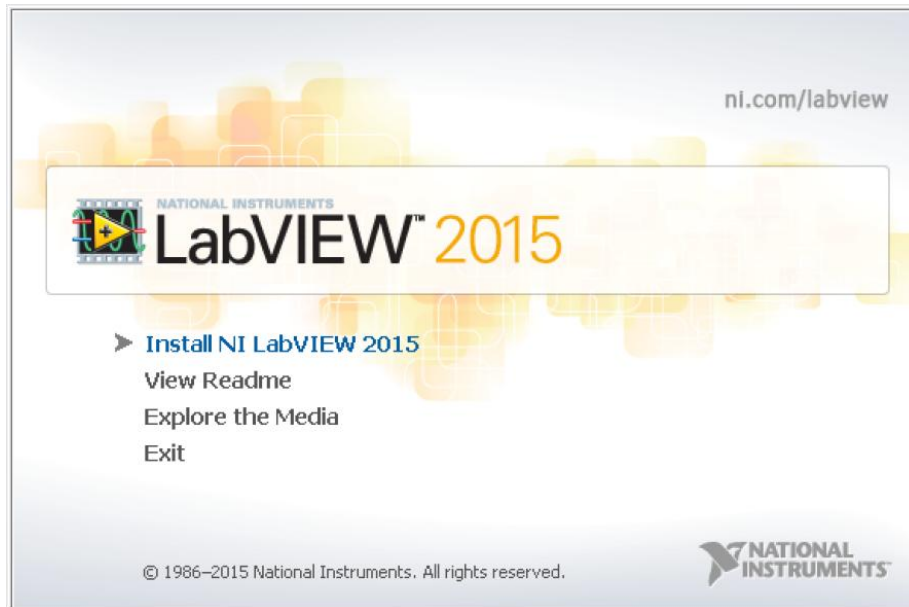 ni.com/labview
NATIONAL INSTRUMENTS
LabVIEW™ 2015
Install NI LabVIEW 2015
View Readme
Explore the Media
Exit
© 1986–2015 National Instruments. All rights reserved.
NATIONAL
INSTRUMENTS™